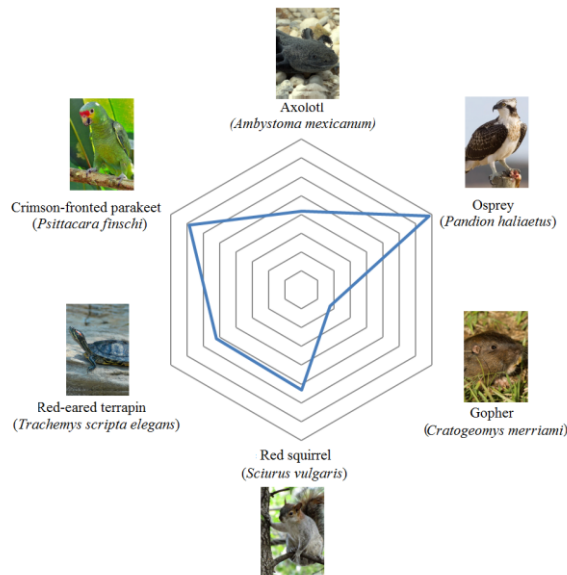 Axolotl
(Ambystoma mexicanum)
Crimson-fronted parakeet
(Psittacara finschi)
Osprey
(Pandion haliaetus)
Red-eared terrapin
(Trachemys scripta elegans)
Gopher
(Cratogeomys merriami)
Red squirrel
(Sciurus vulgaris)